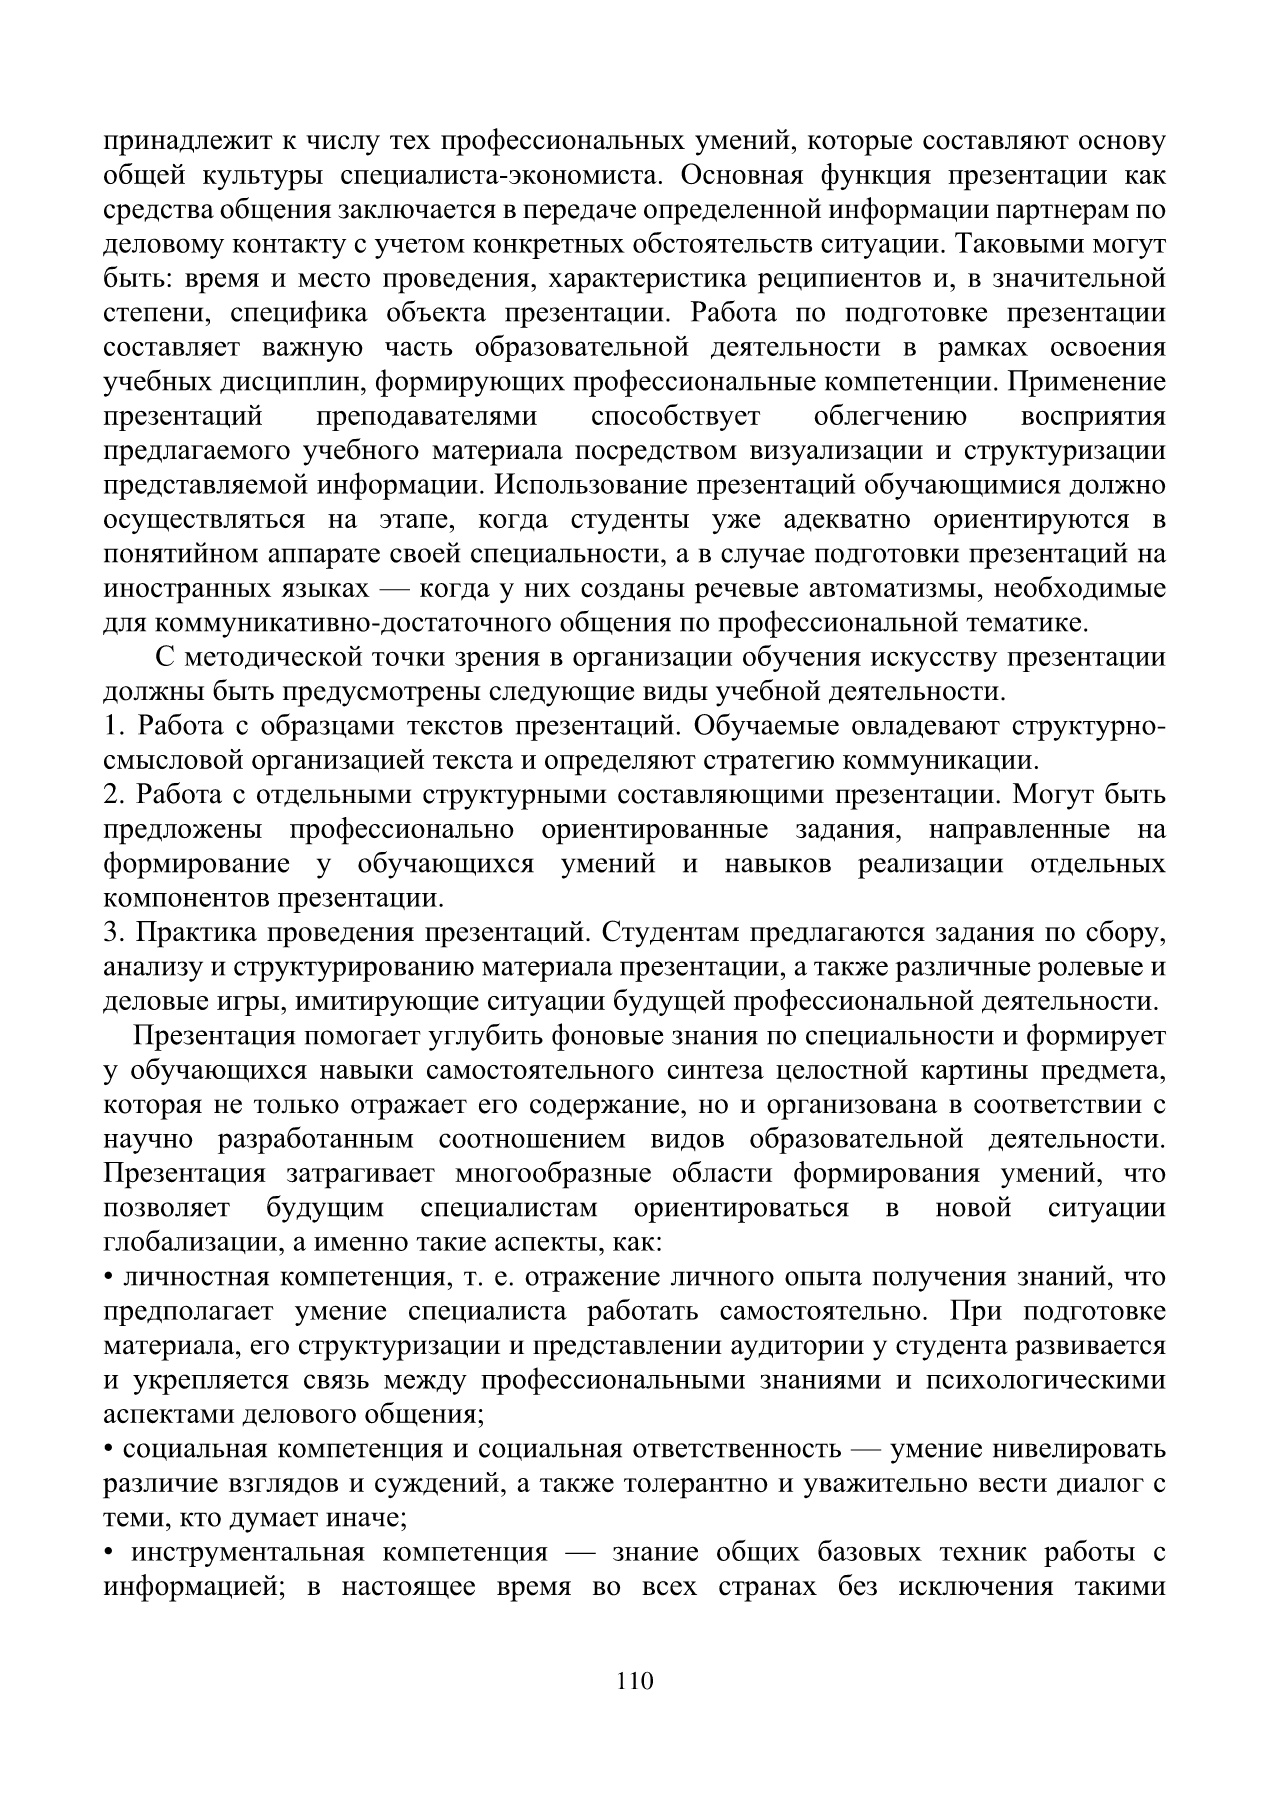 принадлежит к числу тех профессиональных умений, которые составляют основу
общей культуры специалиста-экономиста. Основная функция презентации как
средства общения заключается в передаче определенной информации партнерам по
деловому контакту с учетом конкретных обстоятельств ситуации. Таковыми могут
быть: время и место проведения, характеристика реципиентов и, в значительной
степени, специфика объекта презентации. Работа по подготовке презентации
составляет важную часть образовательной деятельности в рамках освоения
учебных дисциплин, формирующих профессиональные компетенции. Применение
презентаций преподавателями способствует облегчению восприятия
предлагаемого учебного материала посредством визуализации и структуризации
представляемой информации. Использование презентаций обучающимися должно
осуществляться на этапе, когда студенты уже адекватно ориентируются в
понятийном аппарате своей специальности, а в случае подготовки презентаций на
иностранных языках — когда у них созданы речевые автоматизмы, необходимые
для коммуникативно-достаточного общения по профессиональной тематике.
С методической точки зрения в организации обучения искусству презентации
должны быть предусмотрены следующие виды учебной деятельности.
1. Работа с образцами текстов презентаций. Обучаемые овладевают структурно-
смысловой организацией текста и определяют стратегию коммуникации.
2. Работа с отдельными структурными составляющими презентации. Могут быть
предложены профессионально ориентированные задания, направленные на
формирование у обучающихся умений и навыков реализации отдельных
компонентов презентации.
3. Практика проведения презентаций. Студентам предлагаются задания по сбору,
анализу и структурированию материала презентации, а также различные ролевые и
деловые игры, имитирующие ситуации будущей профессиональной деятельности.
Презентация помогает углубить фоновые знания по специальности и формирует
у обучающихся навыки самостоятельного синтеза целостной картины предмета,
которая не только отражает его содержание, но и организована в соответствии с
научно разработанным соотношением видов образовательной деятельности.
Презентация затрагивает многообразные области формирования умений, что
позволяет будущим специалистам ориентироваться в новой ситуации
глобализации, а именно такие аспекты, как:
• личностная компетенция, т. е. отражение личного опыта получения знаний, что
предполагает умение специалиста работать самостоятельно. При подготовке
материала, его структуризации и представлении аудитории у студента развивается
и укрепляется связь между профессиональными знаниями и психологическими
аспектами делового общения;
• социальная компетенция и социальная ответственность — умение нивелировать
различие взглядов и суждений, а также толерантно и уважительно вести диалог с
теми, кто думает иначе;
• инструментальная компетенция — знание общих базовых техник работы с
информацией; в настоящее время во всех странах без исключения такими
110